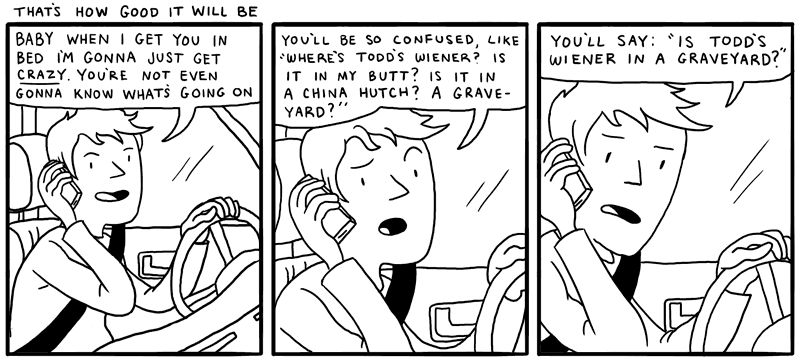 THAT'S HOW GOOD IT WILL BE
BABY WHEN I GET YOU IN
BED I'M GONNA JUST GET
CRAZY. YOU'RE NOT EVEN
GONNA KNOW WHAT'S GOING ON
YOU'LL BE SO CONFUSED, LIKE
"WHERE'S TODD'S WIENER? IS
IT IN MY BUTT? IS IT IN
A CHINA HUTCH? A GRAVE-
YARD?"
YOU'LL SAY: "IS TODD'S
WIENER IN A GRAVEYARD?"